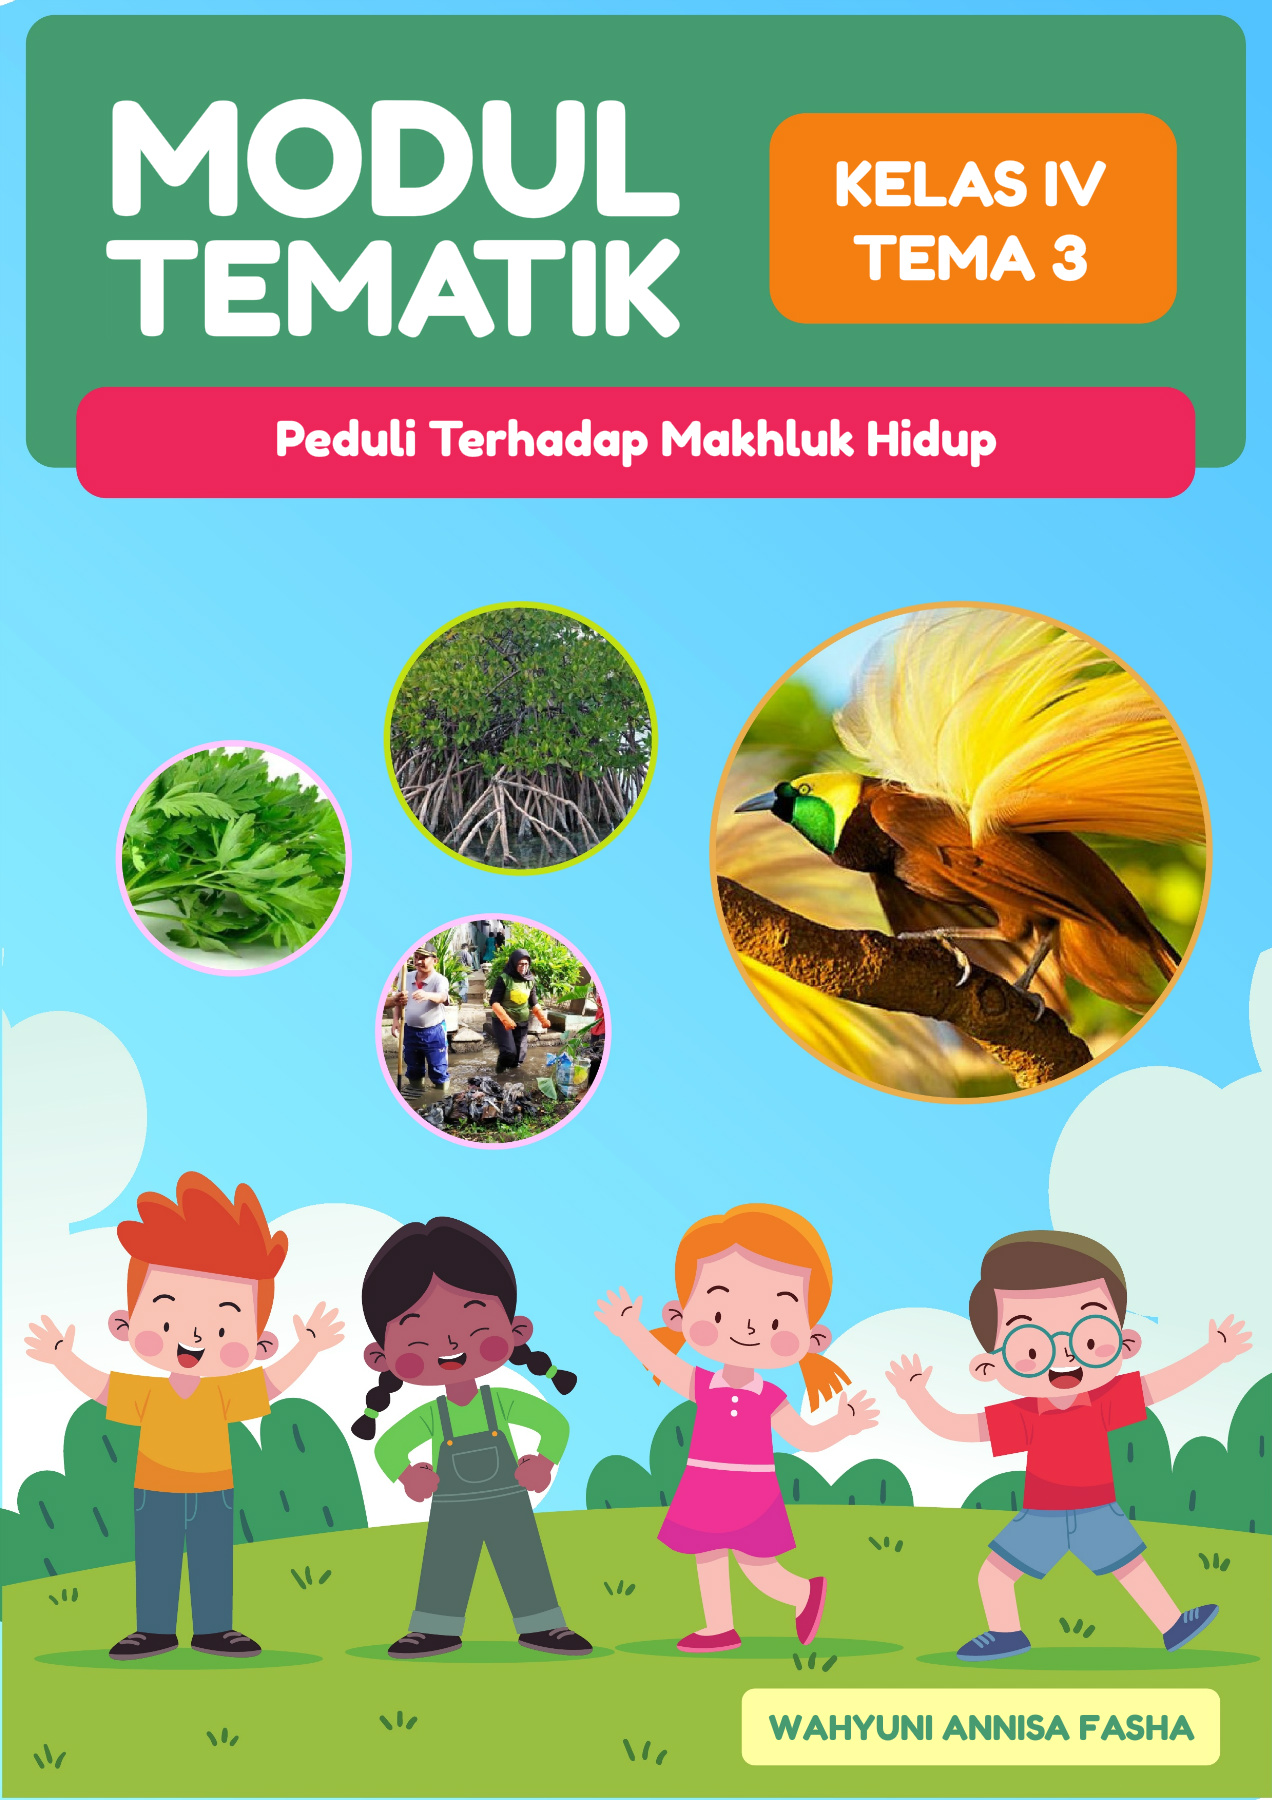 MODUL
TEMATIK
KELAS IV
TEMA 3
Peduli Terhadap Makhluk Hidup
WAHYUNI ANNISA FASHA